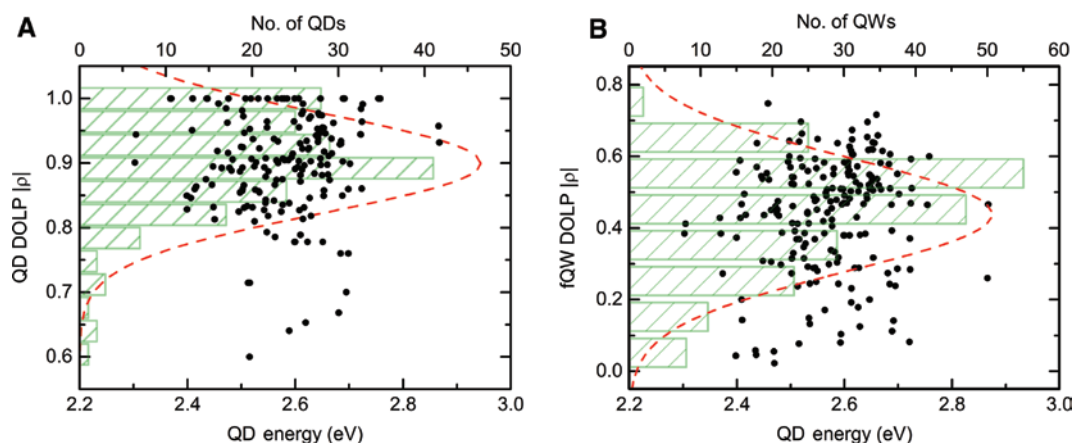 A
No. of QDs
0 10 20 30 40 50
1.0
0.9
0.8
0.7
0.6
QD DOLP |ρ|
2.2 2.4 2.6 2.8 3.0
QD energy (eV)
B
No. of QWs
0 10 20 30 40 50 60
0.8
0.6
0.4
0.2
0.0
fQW DOLP |ρ|
2.2 2.4 2.6 2.8 3.0
QD energy (eV)